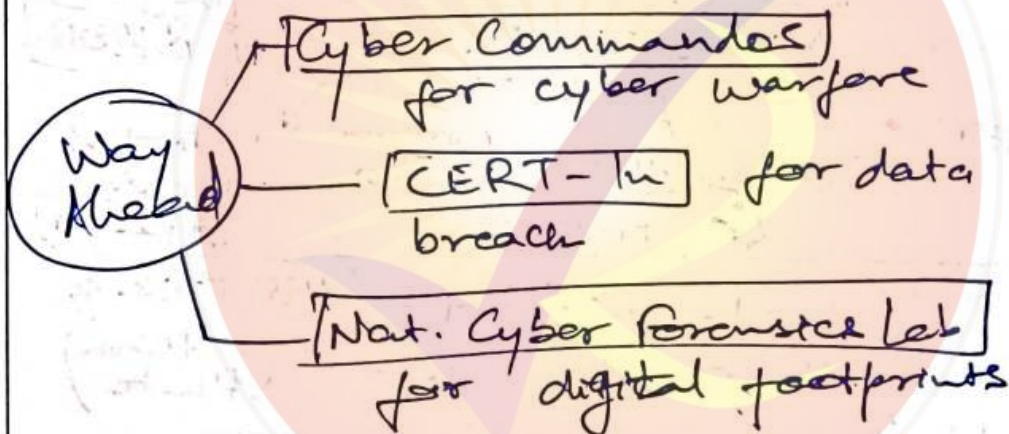 Cyber Commandos
for cyber warfare
Way
Ahead
CERT-In for data
breach
Nat. Cyber Forensics Lab
for digital footprints